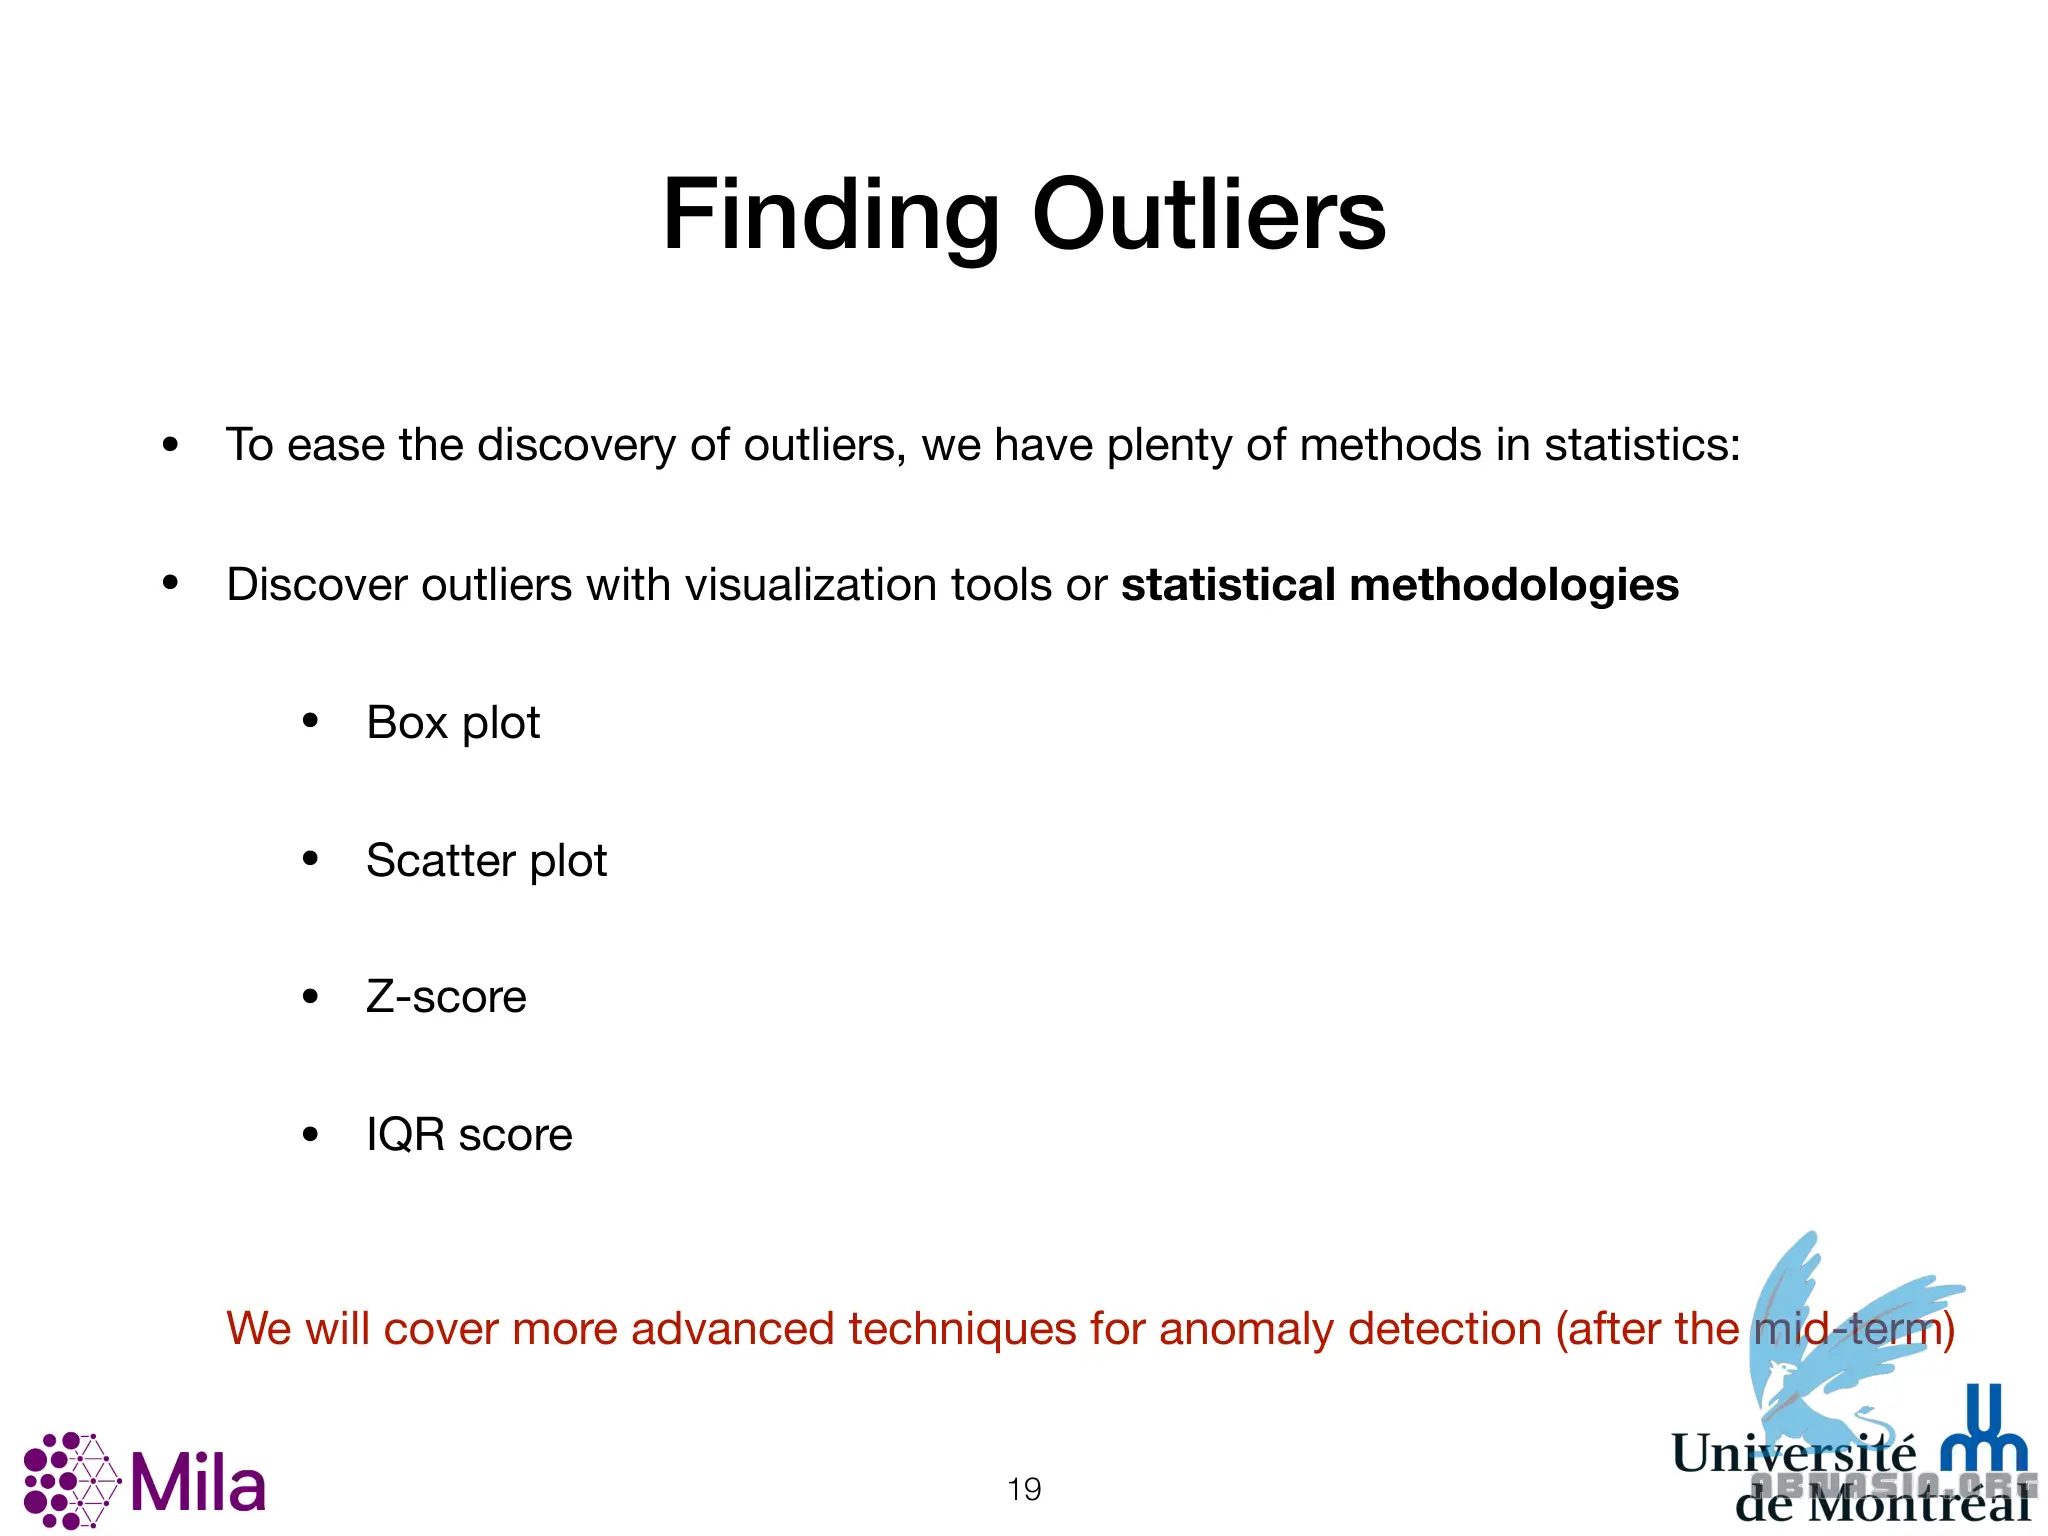 Finding Outliers
• To ease the discovery of outliers, we have plenty of methods in statistics:
• Discover outliers with visualization tools or statistical methodologies
• Box plot
• Scatter plot
• Z-score
• IQR score
We will cover more advanced techniques for anomaly detection (after the mid-term)
Mila
19
Université
de Montréal
ABNASIA.ORG